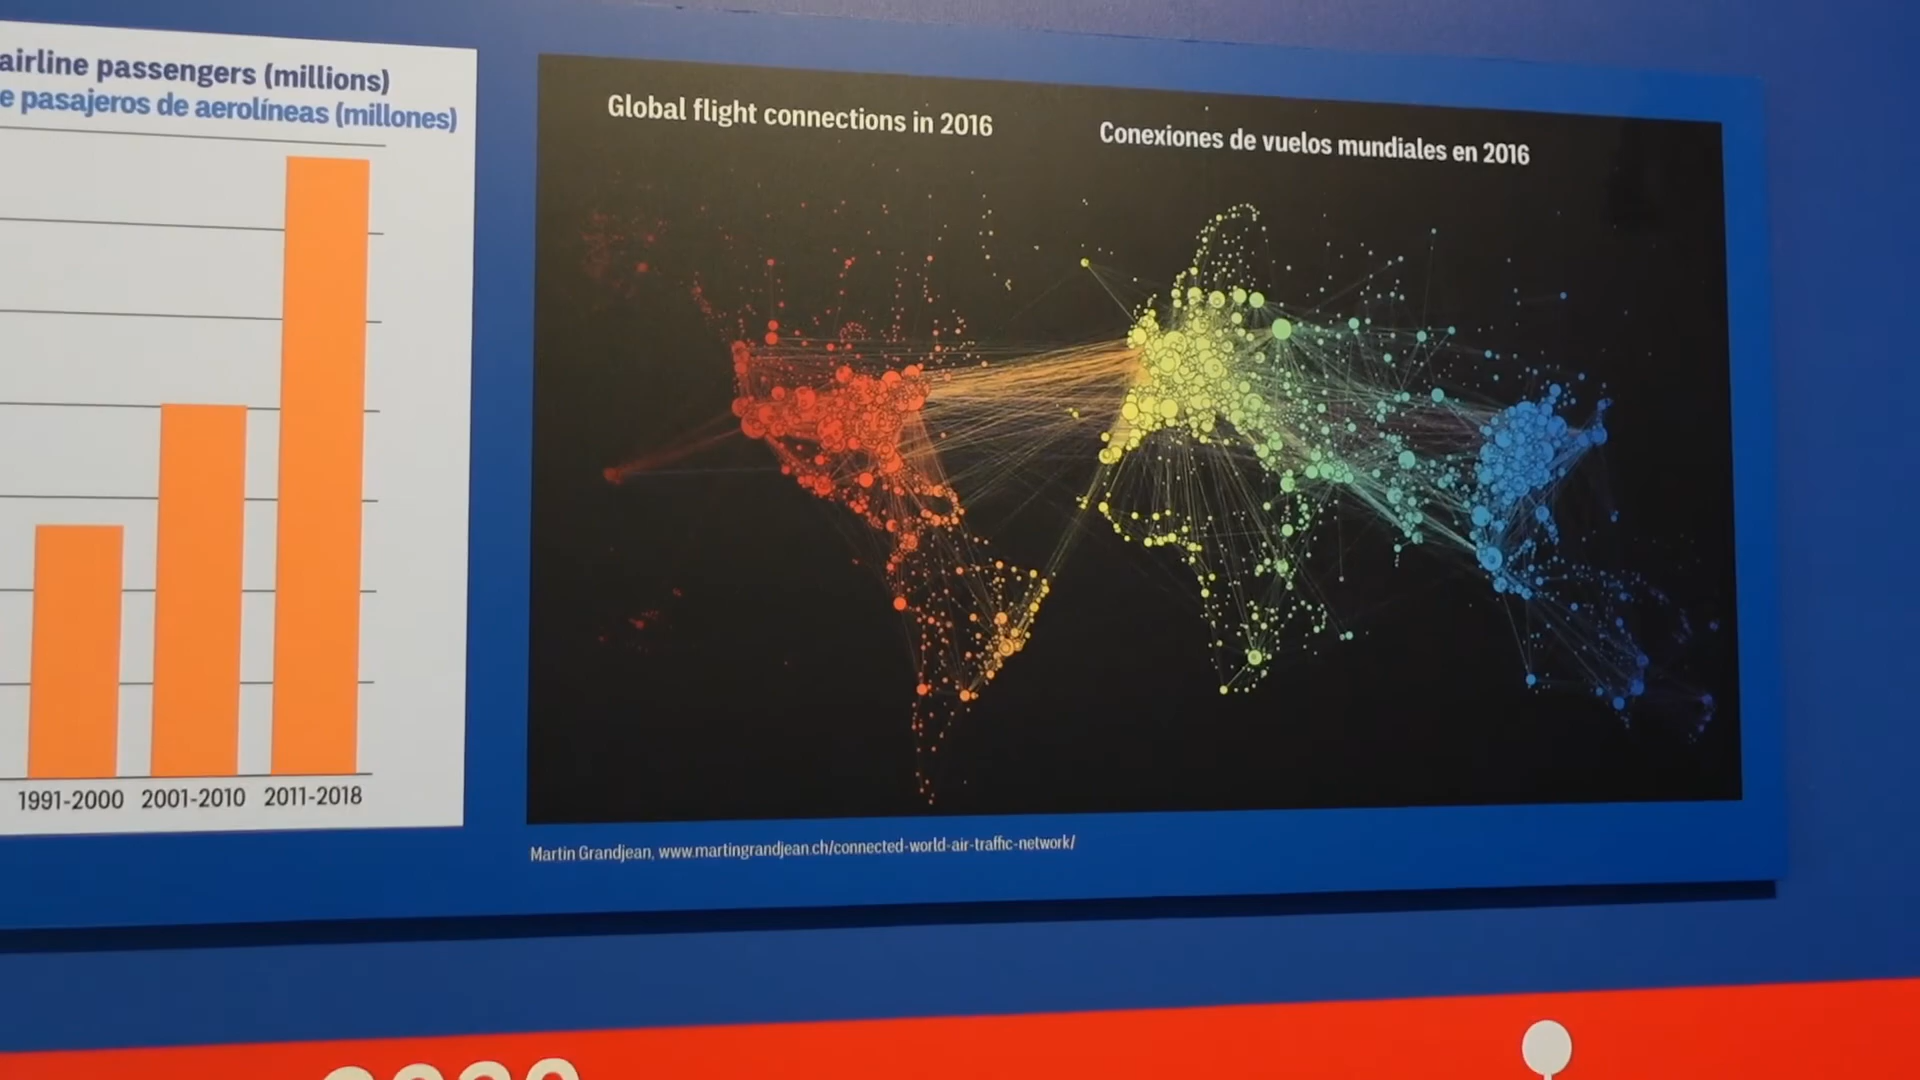 airline passengers (millions)
pasajeros de aerolíneas (millones)
1991-2000 2001-2010 2011-2018
Global flight connections in 2016
Conexiones de vuelos mundiales en 2016
Martin Grandjean, www.martingrandjean.ch/connected-world-air-traffic-network/